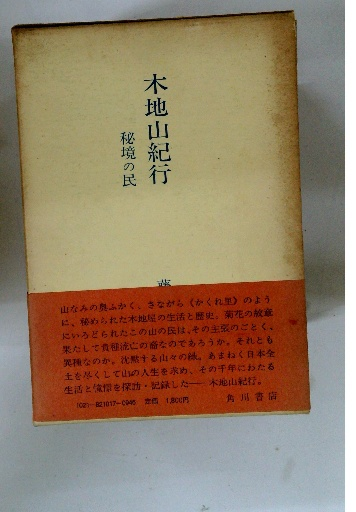 木地山紀行
秘境の民
山なみの奥ふかく、さながら《かくれ里》のよう
に、秘められた木地屋の生活と歴史。菊花の紋章
にいろどられたこの山の民は、その主張のごとく、
果たして貴種流亡の裔なのであろうか。それとも
異種なのか。沈黙する山々の緑。あまねく日本全
土を尽くして山の人生を求め、その千年にわたる
生活と憧憬を探訪・記録した――木地山紀行。
1021-821017-0946 定価 1,800円
角川書店